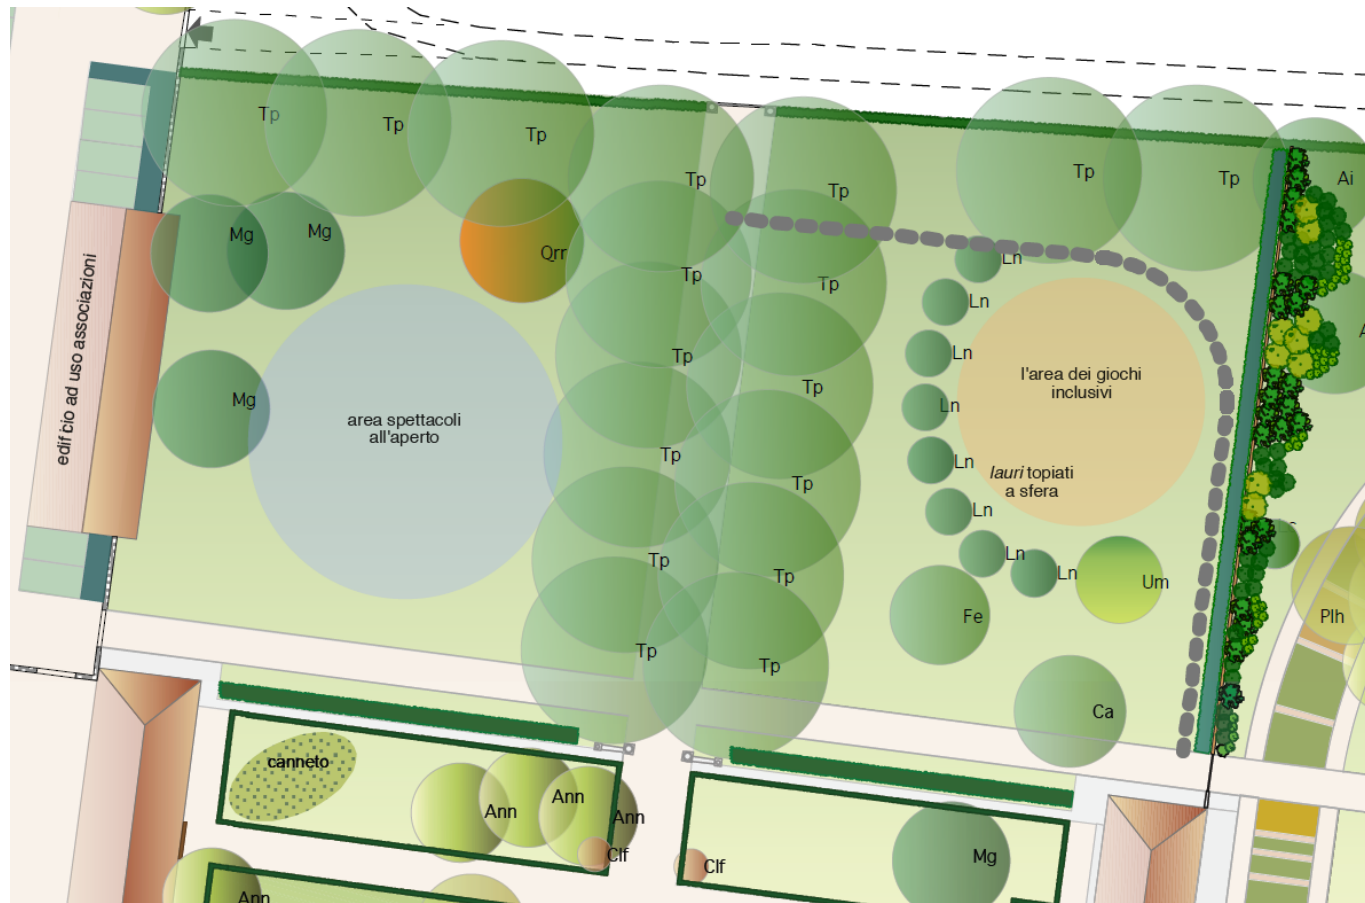 Tp
Tp
Tp
Tp
Tp
Tp
Tp
Ai
Mg
Mg
Qrr
edificio ad uso associazioni
Ln
Tp
Tp
Ln
Tp
Ln
Tp
l'area dei giochi
inclusivi
Mg
Ln
area spettacoli
all'aperto
Tp
Ln
lauri topiati
a sfera
Tp
Ln
Tp
Ln
Tp
Ln
Um
Fe
Plh
Tp
Tp
Ca
canneto
Ann
Ann
Ann
Clf
Clf
Mg
Ann